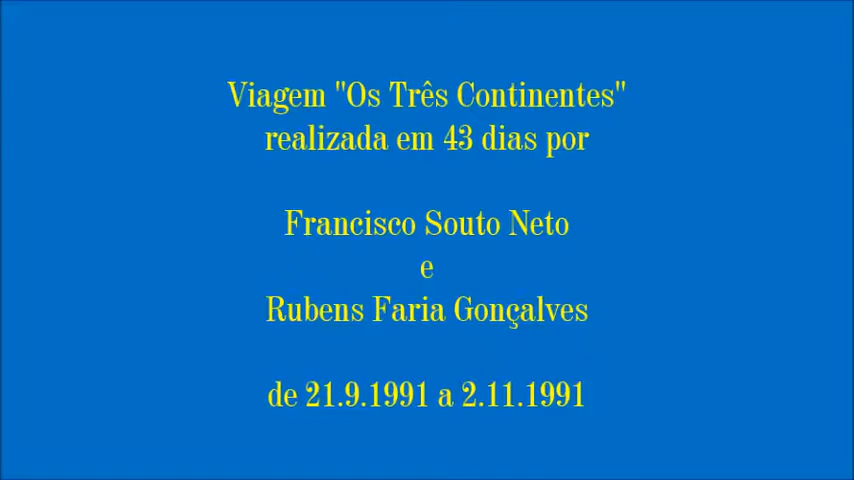 Viagem "Os Três Continentes"
realizada em 43 dias por
Francisco Souto Neto
e
Rubens Faria Gonçalves
de 21.9.1991 a 2.11.1991